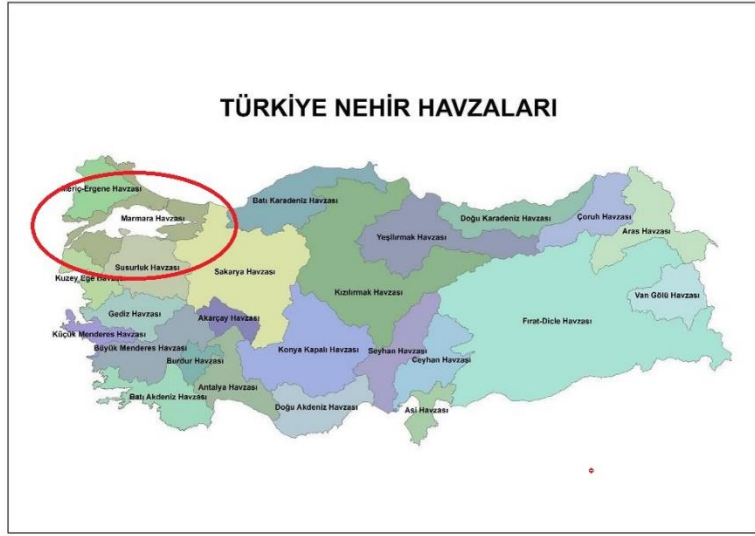 TÜRKİYE NEHİR HAVZALARI
Meriç-Ergene Havzası
Marmara Havzası
Susurluk Havzası
Kuzey Ege Havzası
Gediz Havzası
Küçük Menderes Havzası
Büyük Menderes Havzası
Burdur Havzası
Batı Akdeniz Havzası
Antalya Havzası
Akarçay Havzası
Sakarya Havzası
Batı Karadeniz Havzası
Kızılırmak Havzası
Konya Kapalı Havzası
Doğu Akdeniz Havzası
Seyhan Havzası
Ceyhan Havzası
Asi Havzası
Yeşilırmak Havzası
Doğu Karadeniz Havzası
Çoruh Havzası
Aras Havzası
Van Gölü Havzası
Fırat-Dicle Havzası